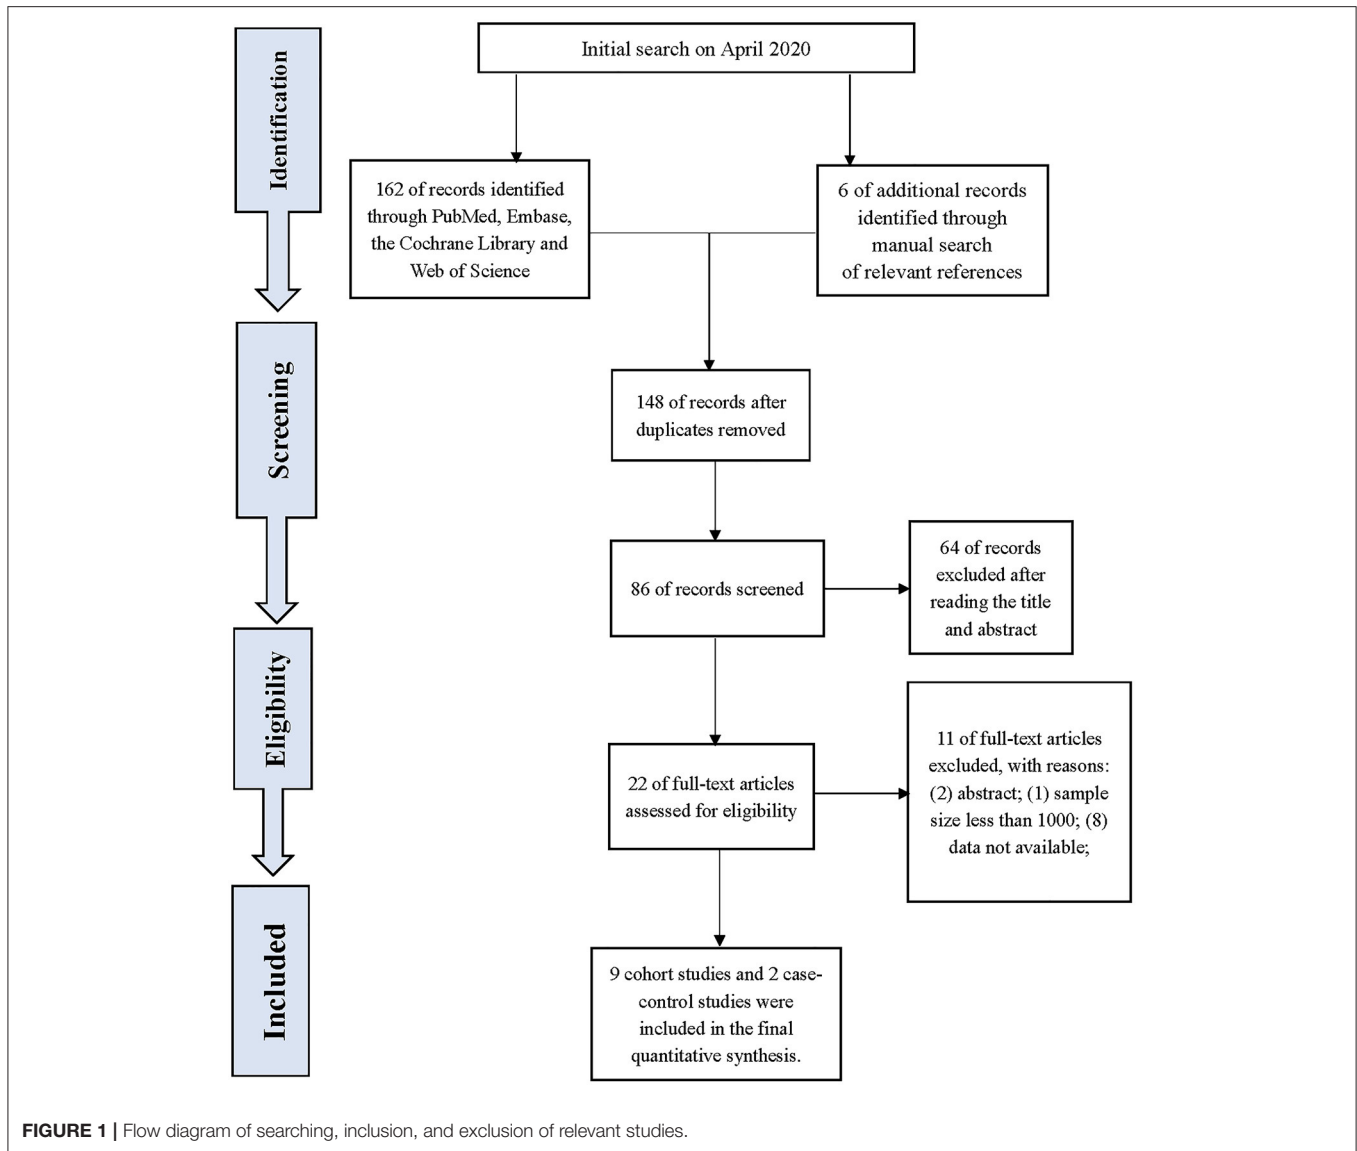 Identification
Initial search on April 2020
162 of records identified
through PubMed, Embase,
the Cochrane Library and
Web of Science
6 of additional records
identified through
manual search
of relevant references
Screening
148 of records after
duplicates removed
86 of records screened
64 of records
excluded after
reading the title
and abstract
Eligibility
22 of full-text articles
assessed for eligibility
11 of full-text articles
excluded, with reasons:
(2) abstract; (1) sample
size less than 1000; (8)
data not available;
Included
9 cohort studies and 2 case-
control studies were
included in the final
quantitative synthesis.
FIGURE 1 | Flow diagram of searching, inclusion, and exclusion of relevant studies.